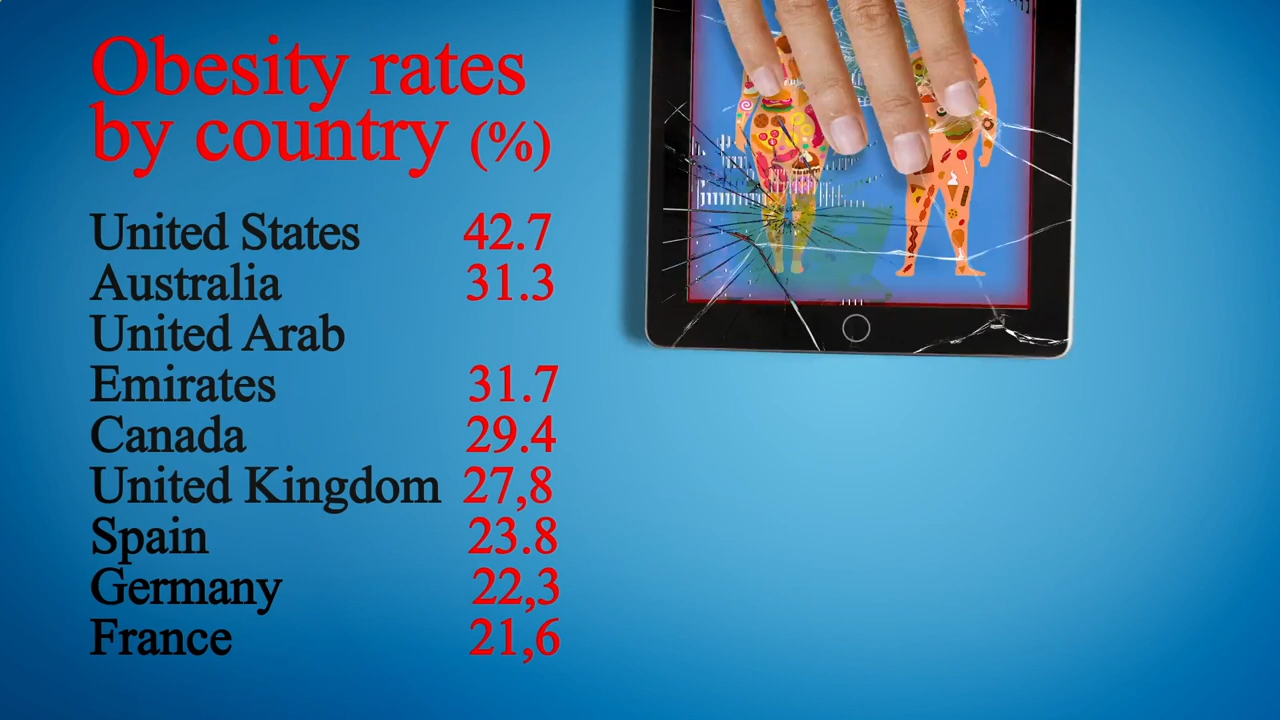 Obesity rates
by country (%)
United States 42.7
Australia 31.3
United Arab
Emirates 31.7
Canada 29.4
United Kingdom 27,8
Spain 23.8
Germany 22,3
France 21,6